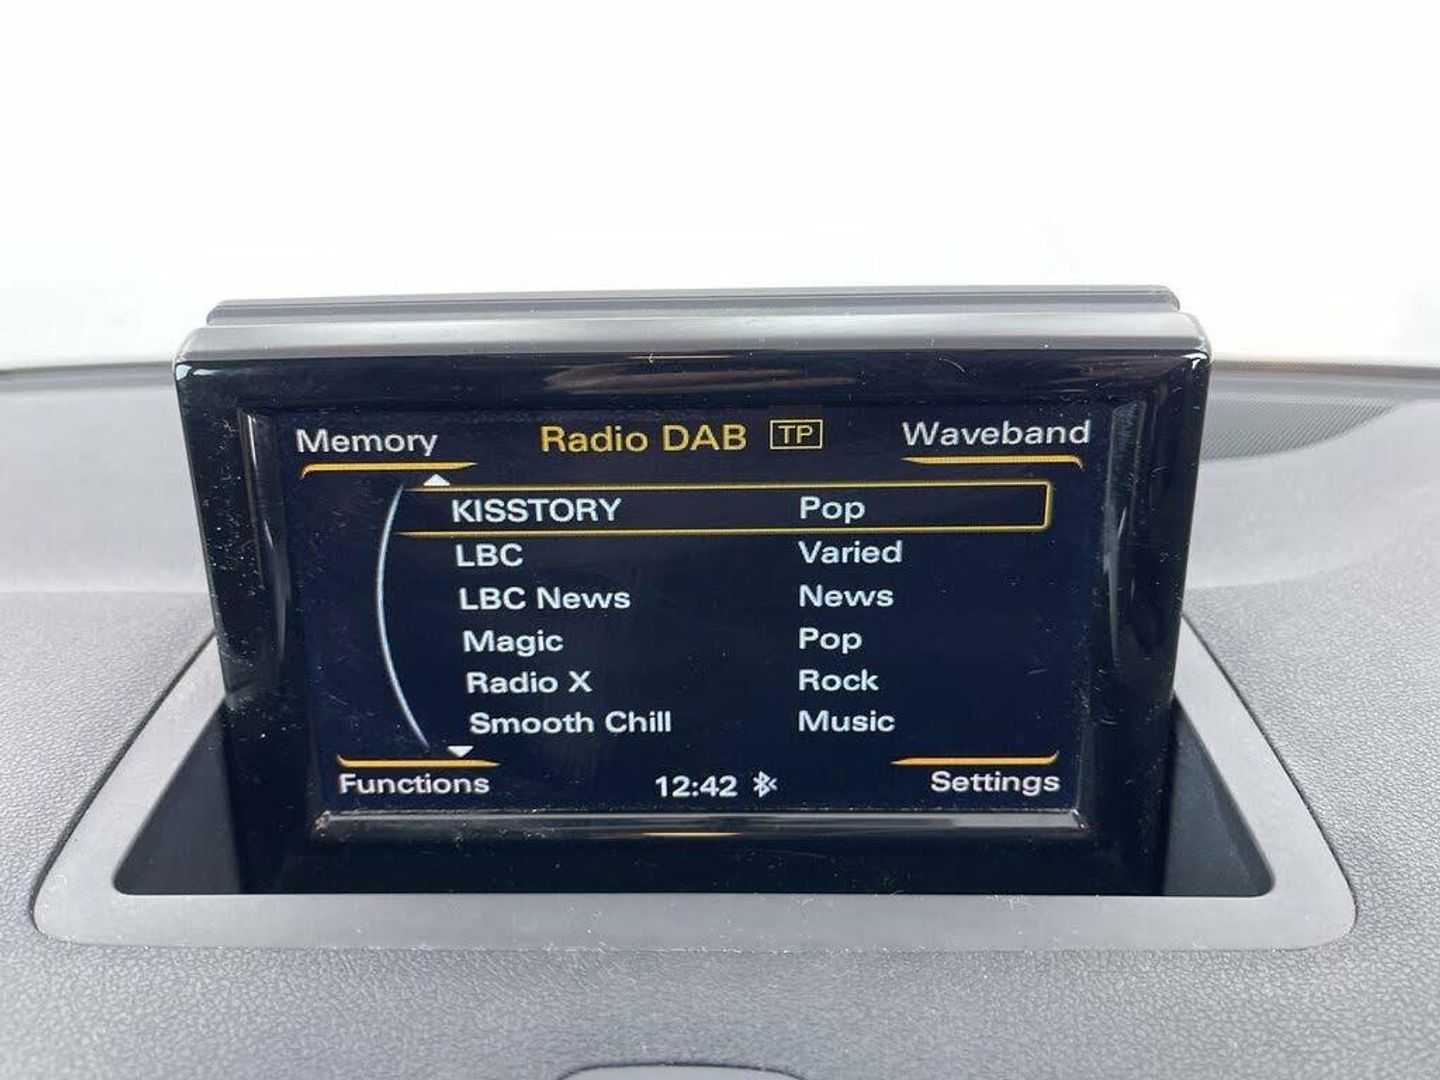 Memory Radio DAB TP Waveband
KISSTORY Pop
LBC Varied
LBC News News
Magic Pop
Radio X Rock
Smooth Chill Music
Functions 12:42 Settings